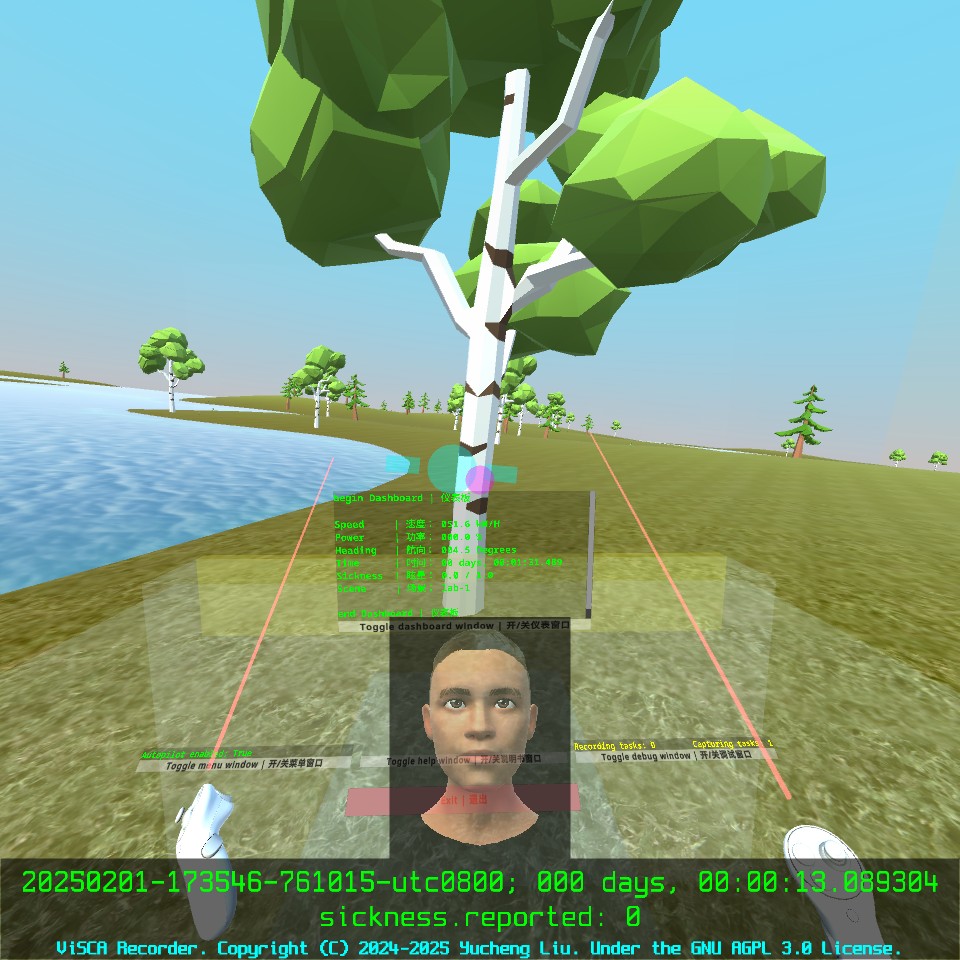 Begin Dashboard | 仪表板
Speed | 速度: 051.6 KM/H
Power | 功率: 000.0 %
Heading | 航向: 004.5 degrees
Time | 时间: 00 days, 00:01:31.409
Sickness | 眩晕: 0.0 /
Scene | lab-1
end Dashboard | 仪表板
Toggle dashboard window | 开/关仪表窗口
Autopilot enabled: True
Toggle menu window | 开/关菜单窗口
Toggle help window | 开/关说明书窗口
Recording tasks: 0 Capturing tasks: 1
Toggle debug window | 开/关调试窗口
Exit | 退出
20250201-173546-761015-utc0800; 000 days, 00:00:13.089304
sickness.reported: 0
ViSCA Recorder. Copyright (C) 2024-2025 Yucheng Liu. Under the GNU AGPL 3.0 License.